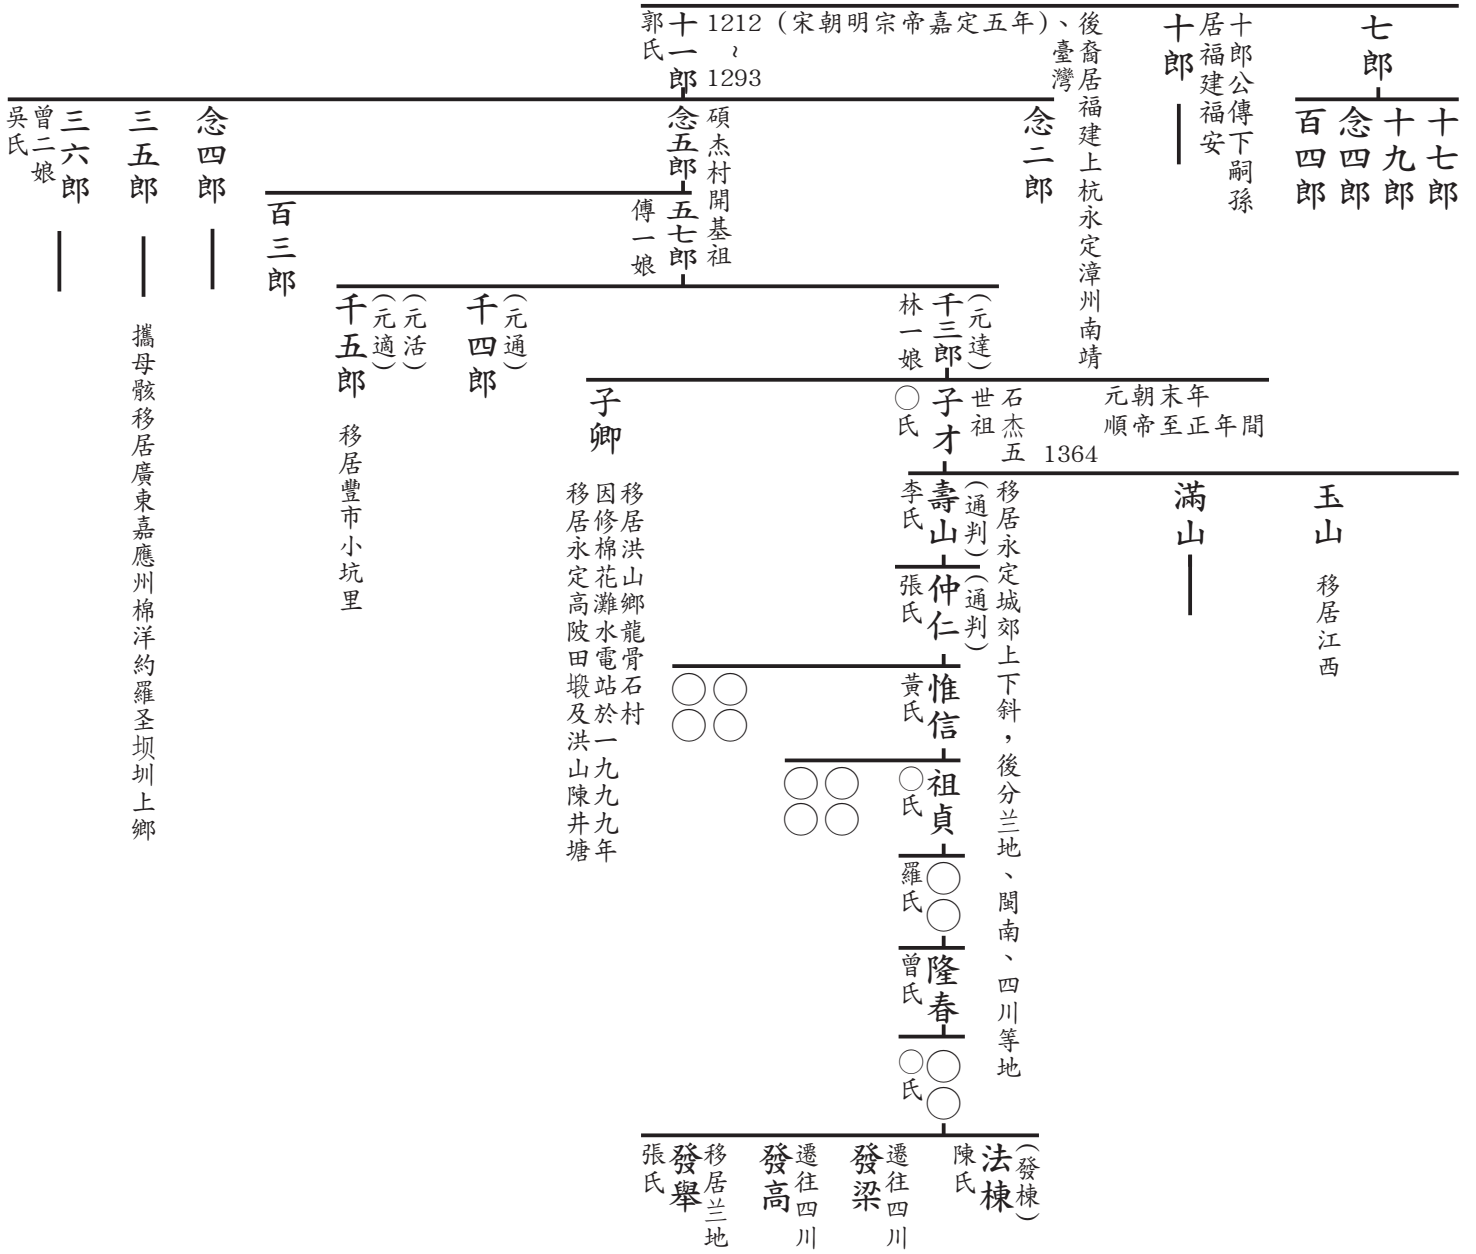 七郎
十七郎
十九郎
念四郎
百四郎
十郎公傳下嗣孫
居福建福安
十郎
後裔居福建上杭永定漳州南靖、
臺灣
1212（宋朝明宗帝嘉定五年）
~
1293
十一郎
郭氏
念二郎
碩杰村開基祖
念五郎
念四郎
三五郎
攜母骸移居廣東嘉應州棉洋約羅圣坝圳上鄉
三六郎
曾二娘
吳氏
五七郎
傅一娘
百三郎
（元達）
千三郎
林一娘
（元通）
千四郎
（元活）
（元適）
千五郎
移居豐市小坑里
元朝末年
順帝至正年間
1364
石杰五
世祖
子才
○氏
子卿
移居洪山鄉龍骨石村
因修棉花灘水電站於一九九九年
移居永定高陂田塅及洪山陳井塘
玉山
移居江西
滿山
移居永定城郊上下斜，後分兰地、閩南、四川等地
（通判）
壽山
李氏
（通判）
仲仁
張氏
惟信
黃氏
○○
○○
祖貞
○氏
○○
○○
○○
羅氏
隆春
曾氏
○○
○氏
（發棟）
法棟
陳氏
遷往四川
發梁
遷往四川
發高
移居兰地
發舉
張氏